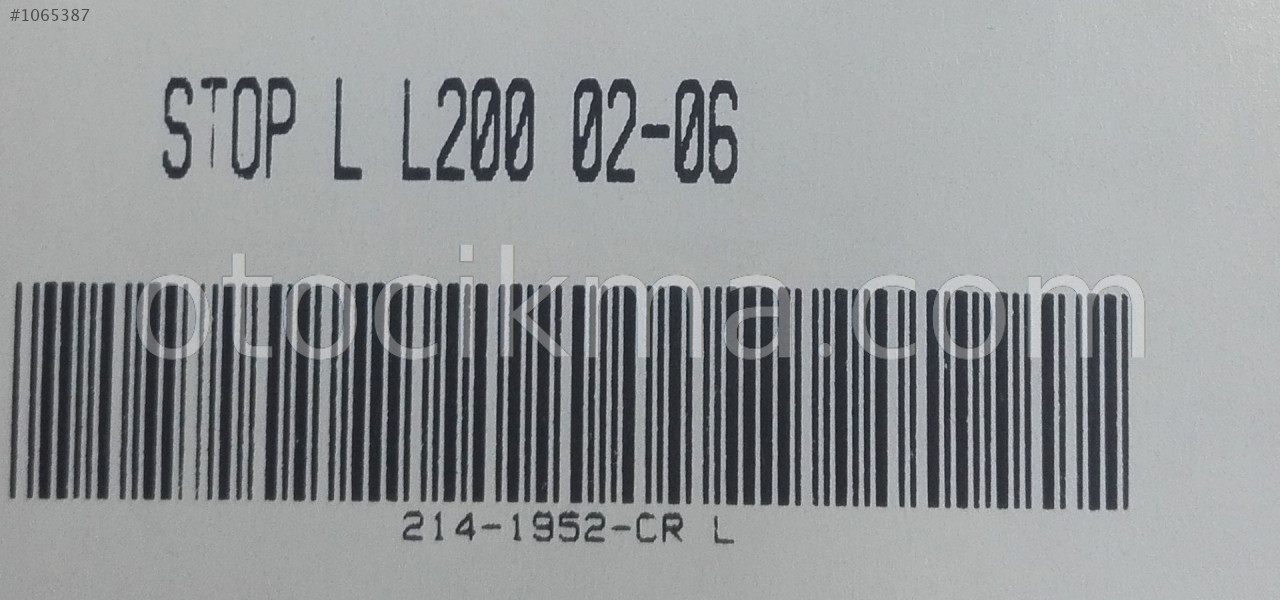 #1065387
STOP L L200 02-06
otocikma.com
214-1952-CR L